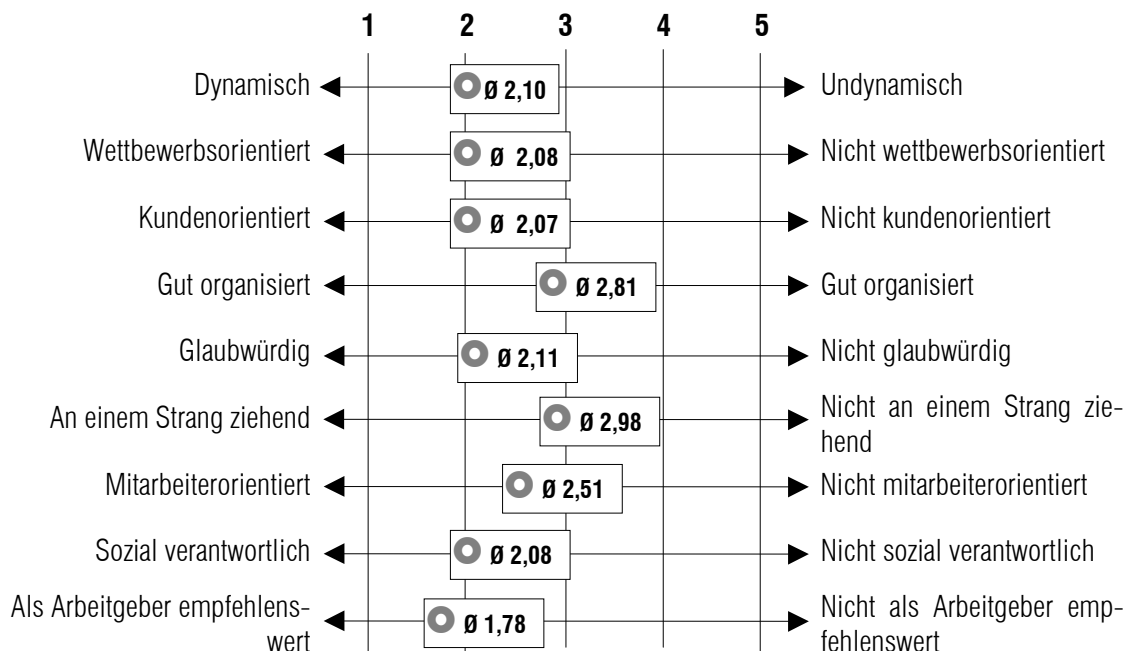 1 2 3 4 5
Dynamisch Ø 2,10 Undynamisch
Wettbewerbsorientiert Ø 2,08 Nicht wettbewerbsorientiert
Kundenorientiert Ø 2,07 Nicht kundenorientiert
Gut organisiert Ø 2,81 Gut organisiert
Glaubwürdig Ø 2,11 Nicht glaubwürdig
An einem Strang ziehend Ø 2,98 Nicht an einem Strang zie-
hend
Mitarbeiterorientiert Ø 2,51 Nicht mitarbeiterorientiert
Sozial verantwortlich Ø 2,08 Nicht sozial verantwortlich
Als Arbeitgeber empfehlens-
wert Ø 1,78 Nicht als Arbeitgeber emp-
fehlenswert